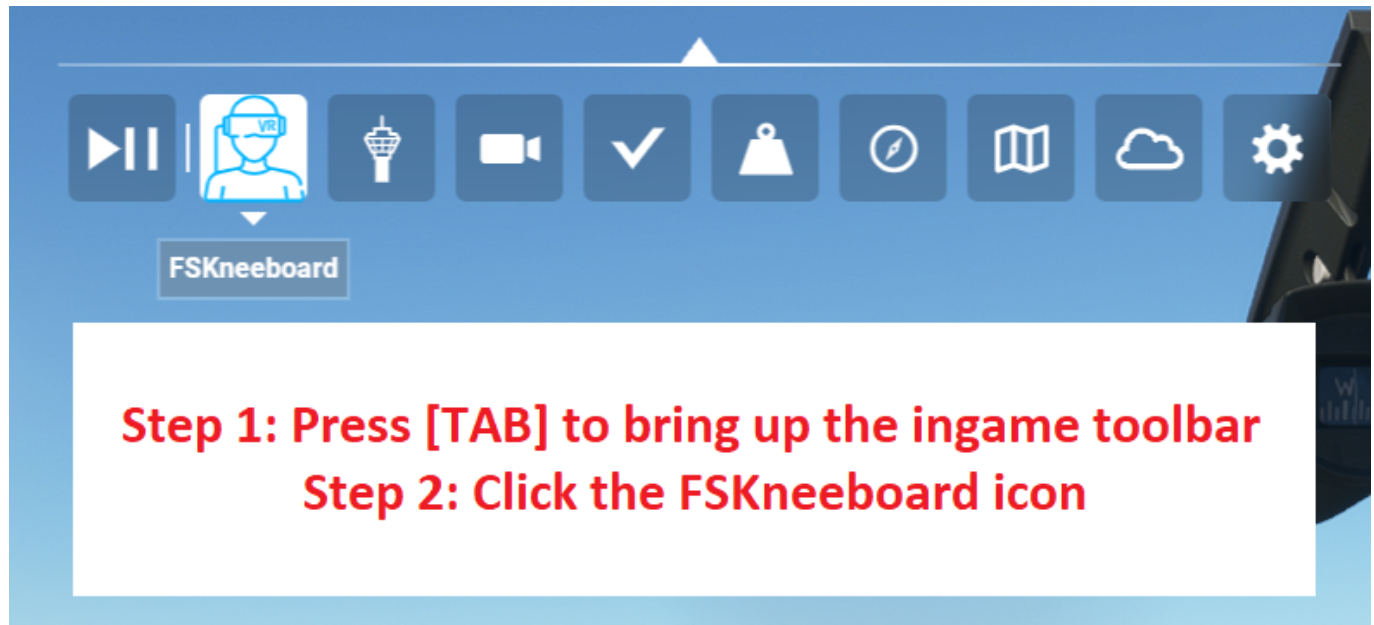 VR
FSKneeboard
Step 1: Press [TAB] to bring up the ingame toolbar
Step 2: Click the FSKneeboard icon
W